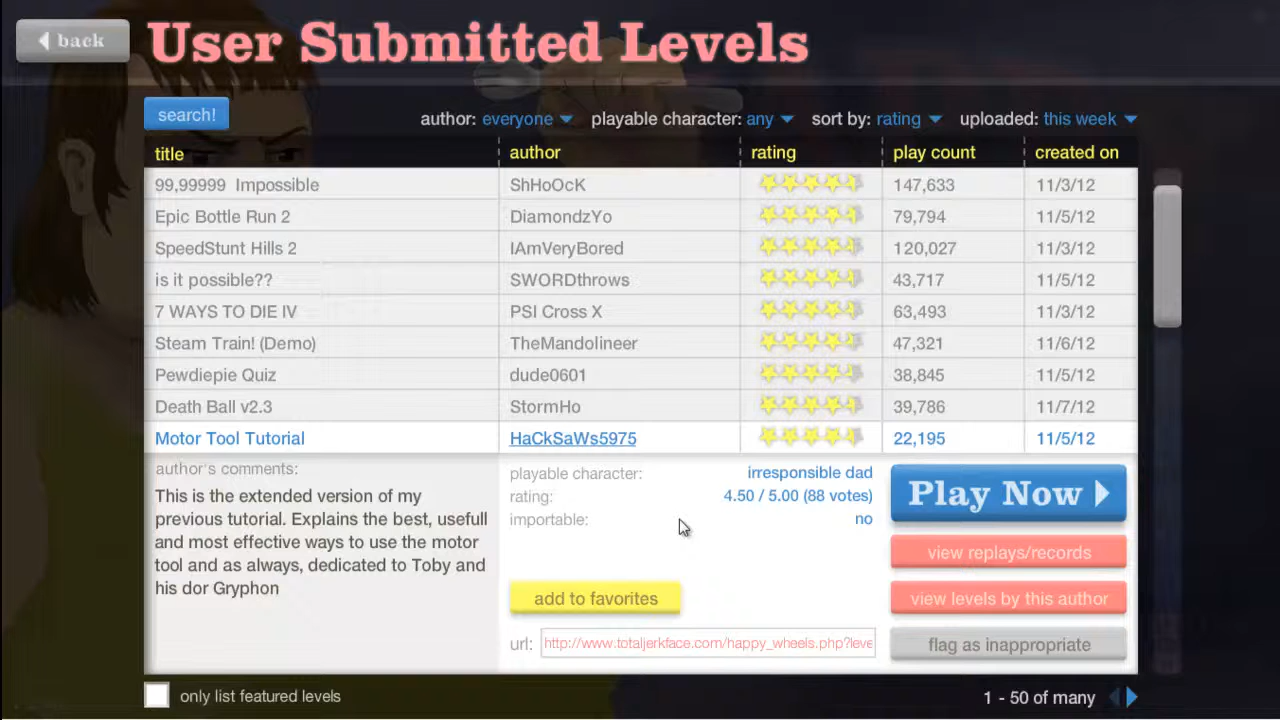 back
User Submitted Levels
search!
author: everyone playable character: any sort by: rating uploaded: this week
title author rating play count created on
99,99999 Impossible ShHoOcK 147,633 11/3/12
Epic Bottle Run 2 DiamondzYo 79,794 11/5/12
SpeedStunt Hills 2 IAmVeryBored 120,027 11/3/12
is it possible?? SWORDthrows 43,717 11/5/12
7 WAYS TO DIE IV PSI Cross X 63,493 11/3/12
Steam Train! (Demo) TheMandolineer 47,321 11/6/12
Pewdiepie Quiz dude0601 38,845 11/5/12
Death Ball v2.3 StormHo 39,786 11/7/12
Motor Tool Tutorial HaCkSaWs5975 22,195 11/5/12
author's comments:
This is the extended version of my
previous tutorial. Explains the best, usefull
and most effective ways to use the motor
tool and as always, dedicated to Toby and
his dor Gryphon
playable character: irresponsible dad
rating: 4.50 / 5.00 (88 votes)
importable: no
add to favorites
url: http://www.totaljerkface.com/happy_wheels.php?leve
Play Now
view replays/records
view levels by this author
flag as inappropriate
only list featured levels
1 - 50 of many